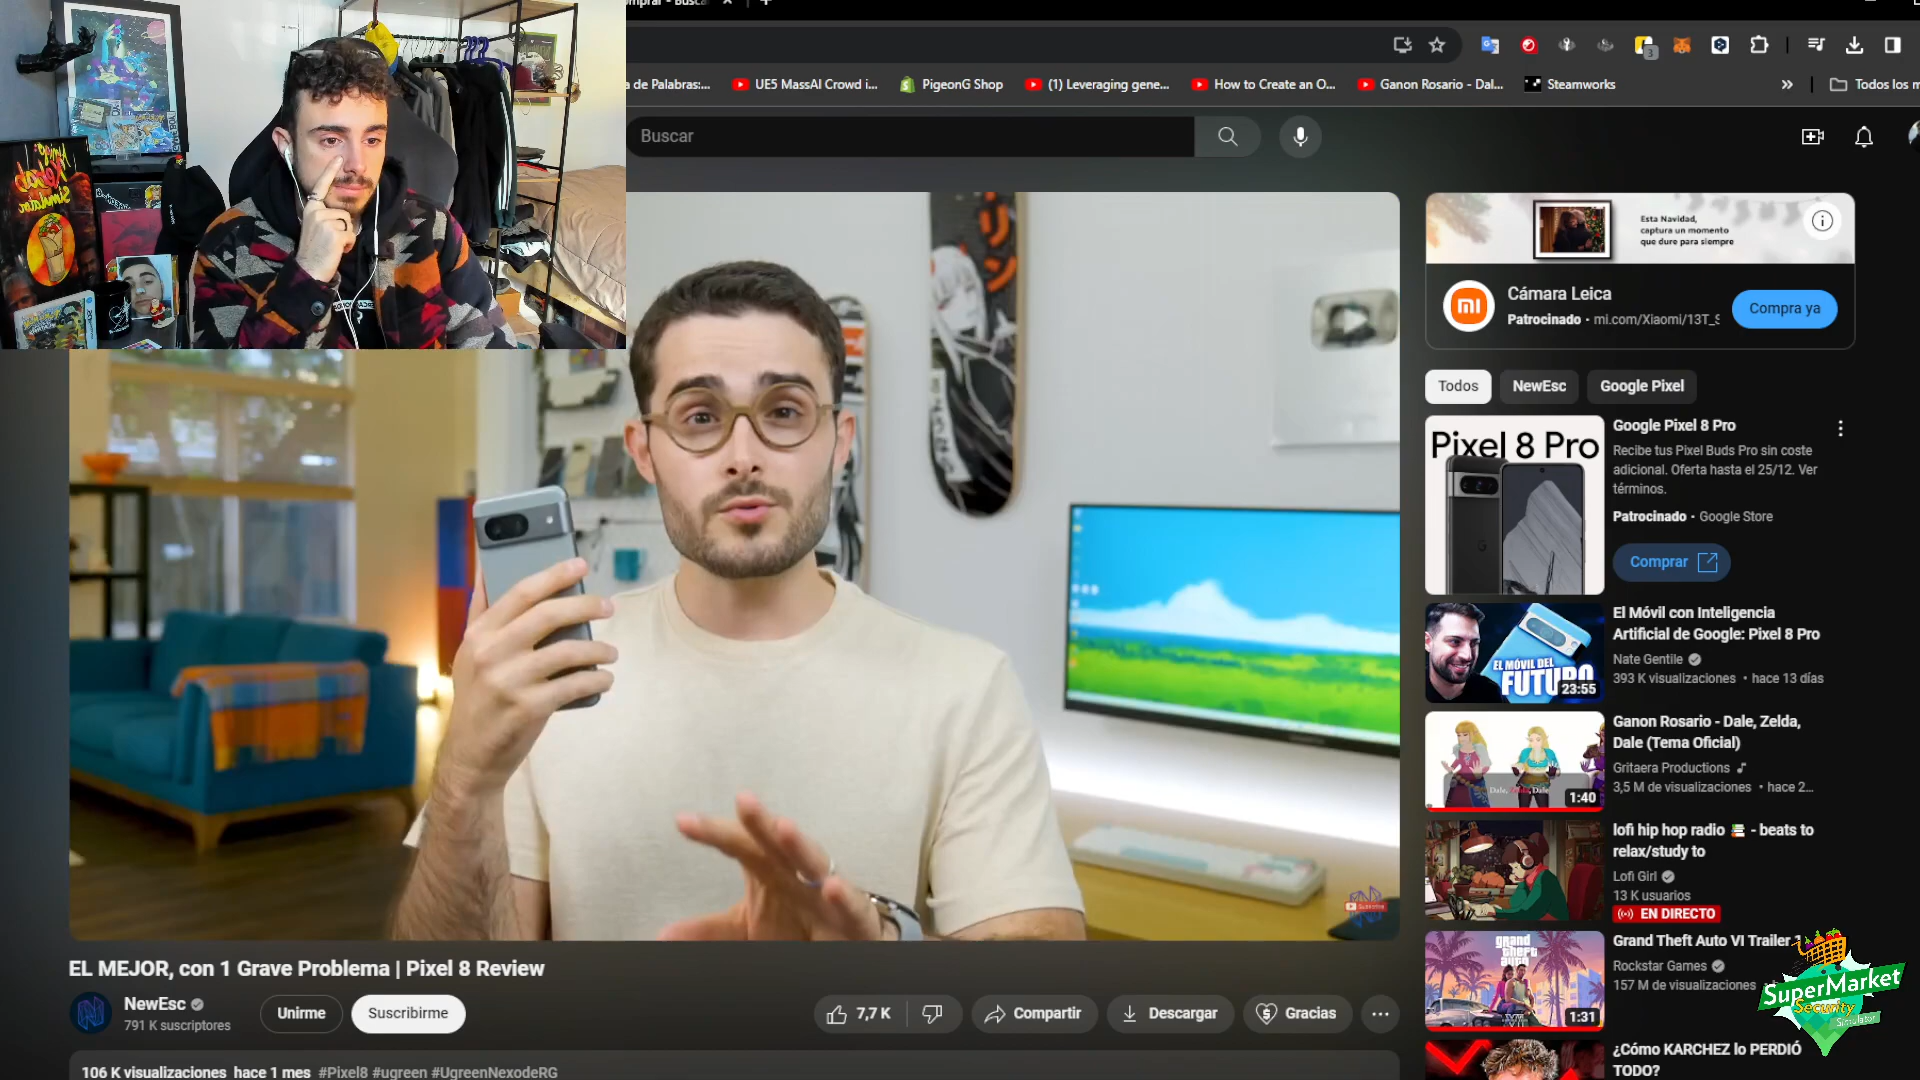 de Palabras:...
UE5 MassAI Crowd i...
PigeonG Shop
(1) Leveraging gene...
How to Create an O...
Ganon Rosario - Dal...
Steamworks
»
Todos los m
Buscar
Esta Navidad,
captura un momento
que dure para siempre
Cámara Leica
Patrocinado · mi.com/Xiaomi/13T_S
Compra ya
Todos
NewEsc
Google Pixel
Pixel 8 Pro
Google Pixel 8 Pro
Recibe tus Pixel Buds Pro sin coste
adicional. Oferta hasta el 25/12. Ver
términos.
Patrocinado · Google Store
Comprar
EL MÓVIL DEL
FUTURO
23:55
El Móvil con Inteligencia
Artificial de Google: Pixel 8 Pro
Nate Gentile
393 K visualizaciones • hace 13 días
1:40
Ganon Rosario - Dale, Zelda,
Dale (Tema Oficial)
Gritaera Productions
3,5 M de visualizaciones • hace 2...
lofi hip hop radio 📚 - beats to
relax/study to
Lofi Girl
13 K usuarios
EN DIRECTO
grand
theft
auto
VI
1:31
Grand Theft Auto VI Trailer 1
Rockstar Games
157 M de visualizaciones
SuperMarket
Security
Simulator
¿Cómo KARCHEZ lo PERDIÓ
TODO?
EL MEJOR, con 1 Grave Problema | Pixel 8 Review
NewEsc
791 K suscriptores
Unirme
Suscribirme
7,7 K
Compartir
Descargar
Gracias
106 K visualizaciones hace 1 mes #Pixel8 #ugreen #UgreenNexodeRG